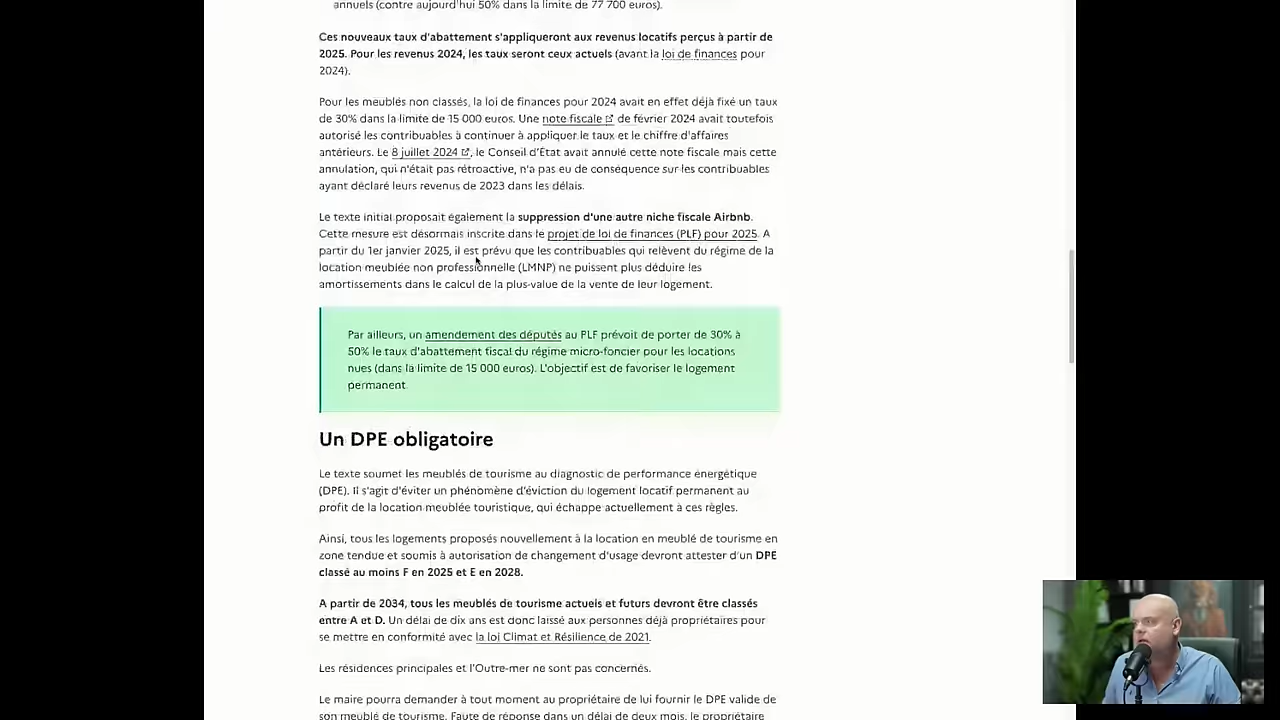 annuels (contre aujourd'hui 50% dans la limite de 77 700 euros).
Ces nouveaux taux d'abattement s'appliqueront aux revenus locatifs perçus à partir de
2025. Pour les revenus 2024, les taux seront ceux actuels (avant la loi de finances pour
2024).
Pour les meublés non classés, la loi de finances pour 2024 avait en effet déjà fixé un taux
de 30% dans la limite de 15 000 euros. Une note fiscale de février 2024 avait toutefois
autorisé les contribuables à continuer à appliquer le taux et le chiffre d'affaires
antérieurs. Le 8 juillet 2024, le Conseil d'État avait annulé cette note fiscale mais cette
annulation, qui n'était pas rétroactive, n'a pas eu de conséquence sur les contribuables
ayant déclaré leurs revenus de 2023 dans les délais.
Le texte initial proposait également la suppression d'une autre niche fiscale Airbnb.
Cette mesure est désormais inscrite dans le projet de loi de finances (PLF) pour 2025. A
partir du 1er janvier 2025, il est prévu que les contribuables qui relèvent du régime de la
location meublée non professionnelle (LMNP) ne puissent plus déduire les
amortissements dans le calcul de la plus-value de la vente de leur logement.
Par ailleurs, un amendement des députés au PLF prévoit de porter de 30% à
50% le taux d'abattement fiscal du régime micro-foncier pour les locations
nues (dans la limite de 15 000 euros). L'objectif est de favoriser le logement
permanent.
Un DPE obligatoire
Le texte soumet les meublés de tourisme au diagnostic de performance énergétique
(DPE). Il s'agit d'éviter un phénomène d'éviction du logement locatif permanent au
profit de la location meublée touristique, qui échappe actuellement à ces règles.
Ainsi, tous les logements proposés nouvellement à la location en meublé de tourisme en
zone tendue et soumis à autorisation de changement d'usage devront attester d'un DPE
classé au moins F en 2025 et E en 2028.
A partir de 2034, tous les meublés de tourisme actuels et futurs devront être classés
entre A et D. Un délai de dix ans est donc laissé aux personnes déjà propriétaires pour
se mettre en conformité avec la loi Climat et Résilience de 2021.
Les résidences principales et l'Outre-mer ne sont pas concernés.
Le maire pourra demander à tout moment au propriétaire de lui fournir le DPE valide de
son meublé de tourisme. Faute de réponse dans un délai de deux mois, le propriétaire